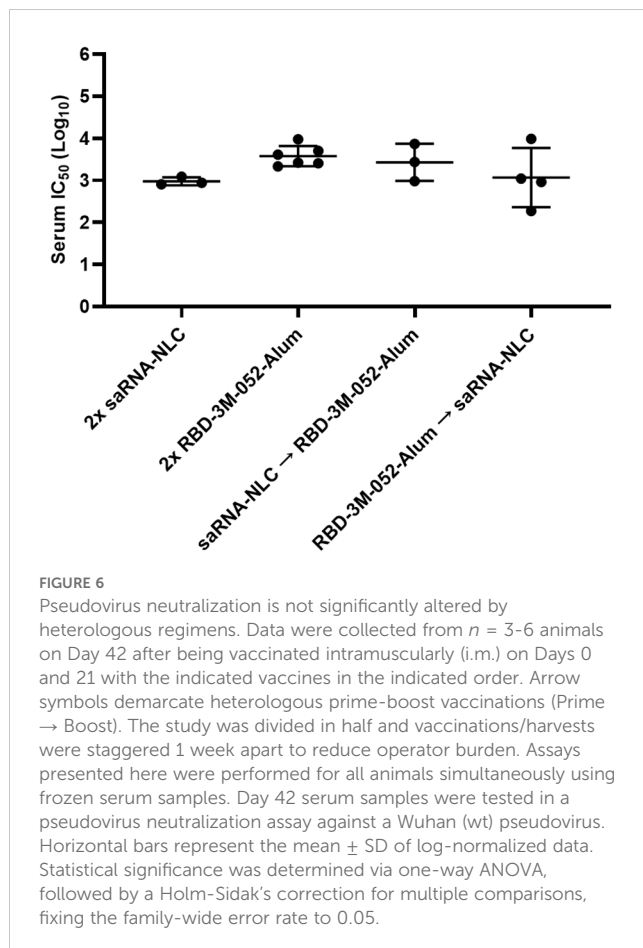 6
5
4
3
2
1
0
Serum IC50 (Log10)
2x saRNA-NLC
2x RBD-3M-052-Alum
saRNA-NLC → RBD-3M-052-Alum
RBD-3M-052-Alum → saRNA-NLC
FIGURE 6
Pseudovirus neutralization is not significantly altered by
heterologous regimens. Data were collected from n = 3-6 animals
on Day 42 after being vaccinated intramuscularly (i.m.) on Days 0
and 21 with the indicated vaccines in the indicated order. Arrow
symbols demarcate heterologous prime-boost vaccinations (Prime
→ Boost). The study was divided in half and vaccinations/harvests
were staggered 1 week apart to reduce operator burden. Assays
presented here were performed for all animals simultaneously using
frozen serum samples. Day 42 serum samples were tested in a
pseudovirus neutralization assay against a Wuhan (wt) pseudovirus.
Horizontal bars represent the mean ± SD of log-normalized data.
Statistical significance was determined via one-way ANOVA,
followed by a Holm-Sidak's correction for multiple comparisons,
fixing the family-wide error rate to 0.05.